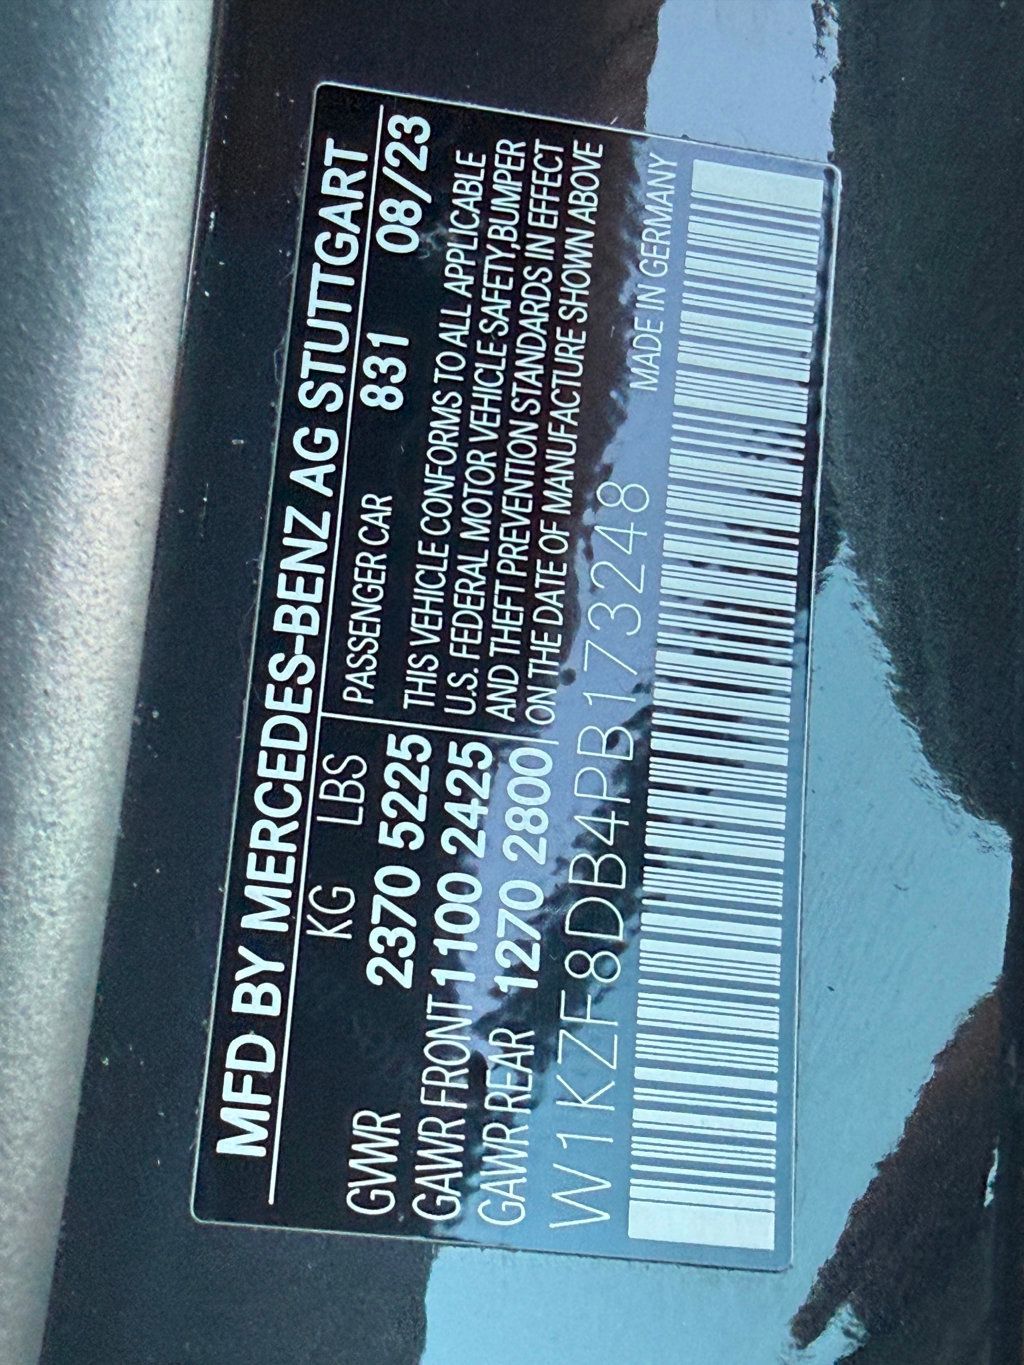 MFD BY MERCEDES-BENZ AG STUTTGART
KG LBS PASSENGER CAR 831 08/23
GVWR 2370 5225 THIS VEHICLE CONFORMS TO ALL APPLICABLE
GAWR FRONT 1100 2425 U.S. FEDERAL MOTOR VEHICLE SAFETY,BUMPER
GAWR REAR 1270 2800 AND THEFT PREVENTION STANDARDS IN EFFECT
ON THE DATE OF MANUFACTURE SHOWN ABOVE
W1KZF8DB4PB173248 MADE IN GERMANY